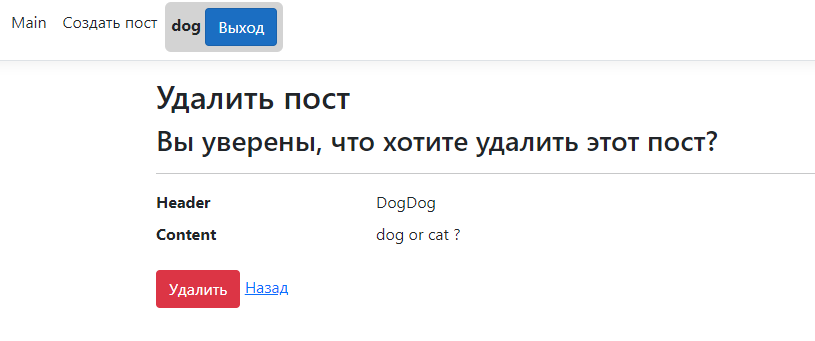 Main Создать пост dog Выход
Удалить пост
Вы уверены, что хотите удалить этот пост?
Header DogDog
Content dog or cat ?
Удалить Назад